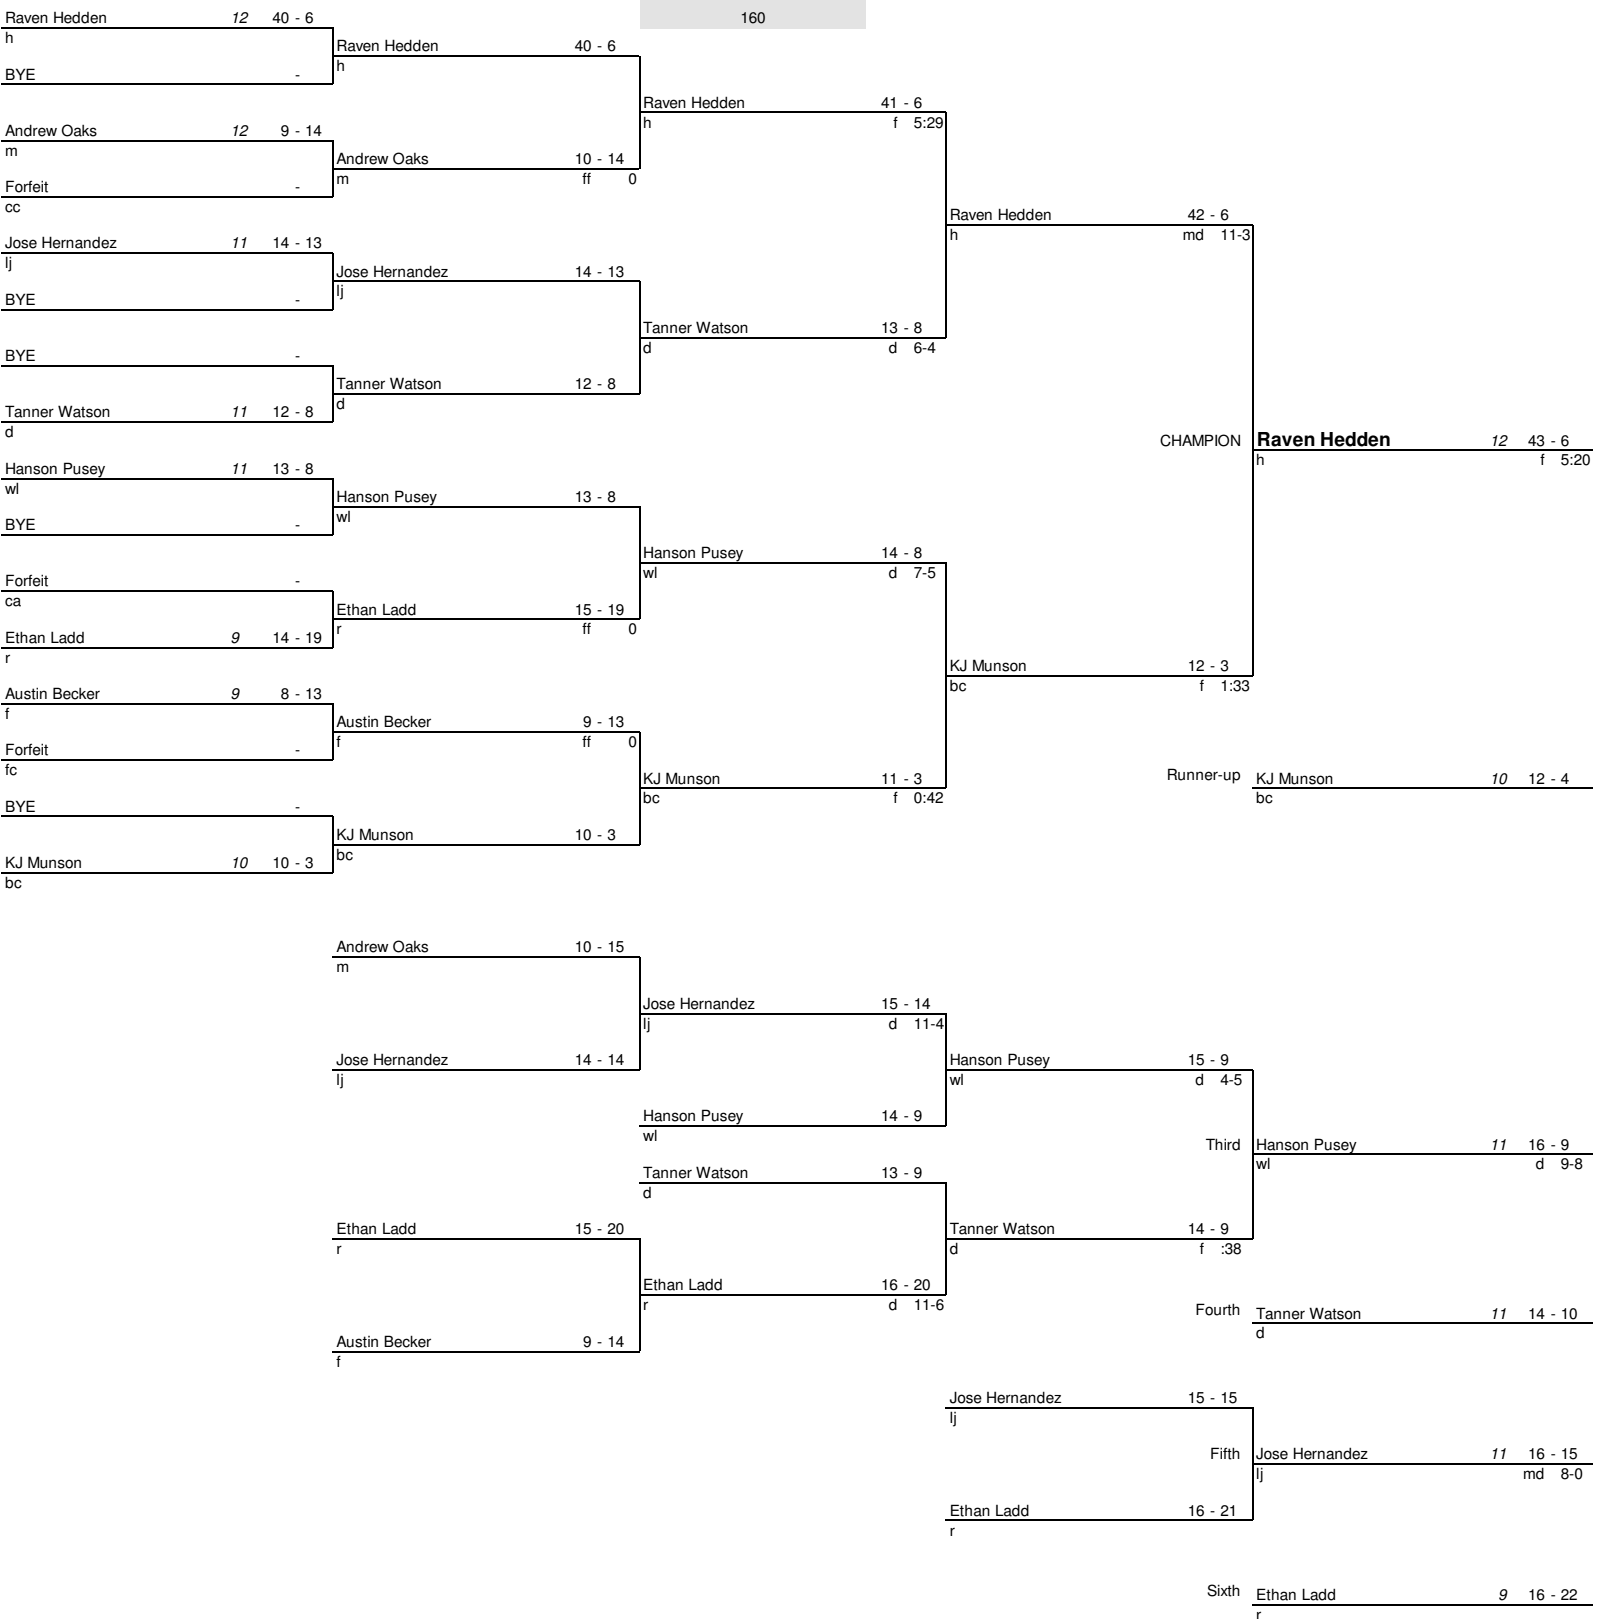 160
Raven Hedden 12 40 - 6
h
BYE -
Andrew Oaks 12 9 - 14
m
Forfeit -
cc
Jose Hernandez 11 14 - 13
lj
BYE -
BYE -
Tanner Watson 11 12 - 8
d
Hanson Pusey 11 13 - 8
wl
BYE -
Forfeit -
ca
Ethan Ladd 9 14 - 19
r
Austin Becker 9 8 - 13
f
Forfeit -
fc
BYE -
KJ Munson 10 10 - 3
bc
Raven Hedden 40 - 6
h
Andrew Oaks 10 - 14
m ff 0
Jose Hernandez 14 - 13
lj
Tanner Watson 12 - 8
d
Hanson Pusey 13 - 8
wl
Ethan Ladd 15 - 19
r ff 0
Austin Becker 9 - 13
f ff 0
KJ Munson 10 - 3
bc
Raven Hedden 41 - 6
h f 5:29
Tanner Watson 13 - 8
d d 6-4
Hanson Pusey 14 - 8
wl d 7-5
KJ Munson 11 - 3
bc f 0:42
Raven Hedden 42 - 6
h md 11-3
KJ Munson 12 - 3
bc f 1:33
CHAMPION Raven Hedden 12 43 - 6
h f 5:20
Runner-up KJ Munson 10 12 - 4
bc
Andrew Oaks 10 - 15
m
Jose Hernandez 14 - 14
lj
Ethan Ladd 15 - 20
r
Austin Becker 9 - 14
f
Jose Hernandez 15 - 14
lj d 11-4
Hanson Pusey 14 - 9
wl
Tanner Watson 13 - 9
d
Ethan Ladd 16 - 20
r d 11-6
Hanson Pusey 15 - 9
wl d 4-5
Tanner Watson 14 - 9
d f :38
Third Hanson Pusey 11 16 - 9
wl d 9-8
Fourth Tanner Watson 11 14 - 10
d
Jose Hernandez 15 - 15
lj
Ethan Ladd 16 - 21
r
Fifth Jose Hernandez 11 16 - 15
lj md 8-0
Sixth Ethan Ladd 9 16 - 22
r